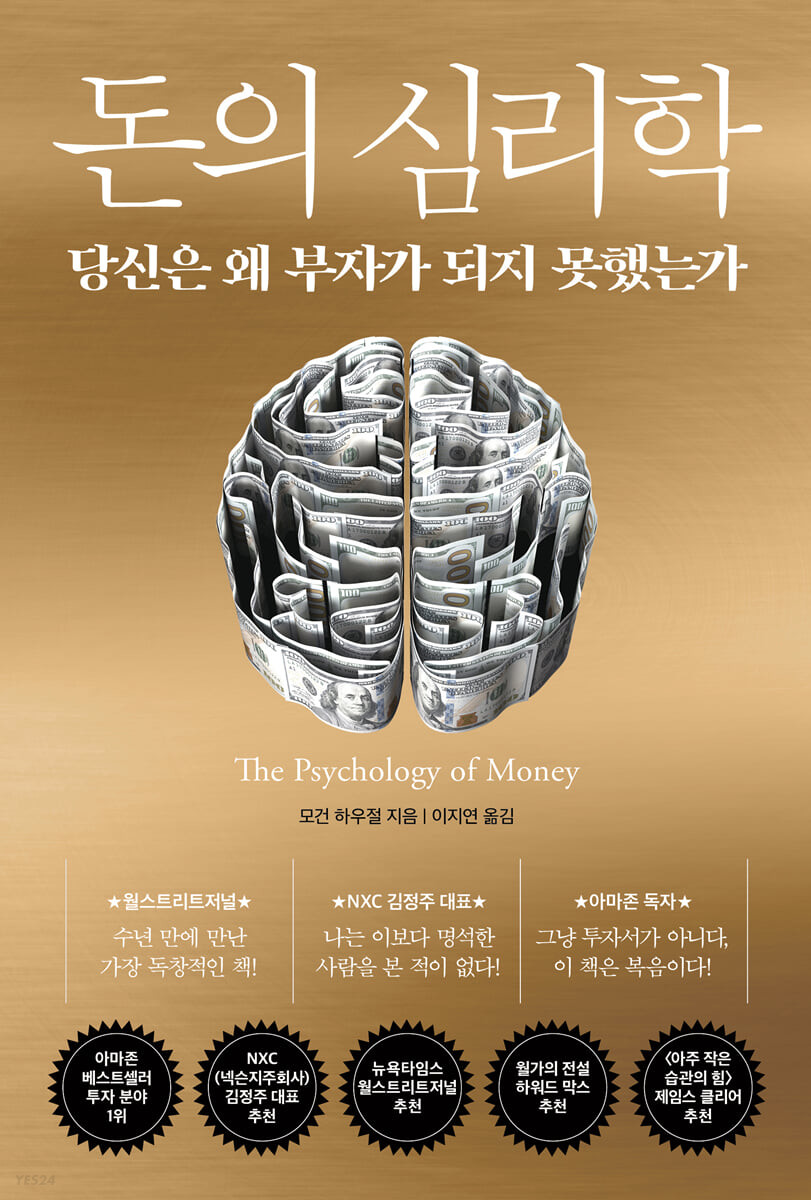 돈의 심리학
당신은 왜 부자가 되지 못했는가
The Psychology of Money
모건 하우절 지음 | 이지연 옮김
★월스트리트저널★
수년 만에 만난
가장 독창적인 책!
★NXC 김정주 대표★
나는 이보다 명석한
사람을 본 적이 없다!
★아마존 독자★
그냥 투자서가 아니다,
이 책은 복음이다!
아마존
베스트셀러
투자 분야
1위
NXC
(넥슨지주회사)
김정주 대표
추천
뉴욕타임스
월스트리트저널
추천
월가의 전설
하워드 막스
추천
〈아주 작은
습관의 힘〉
제임스 클리어
추천
YES24